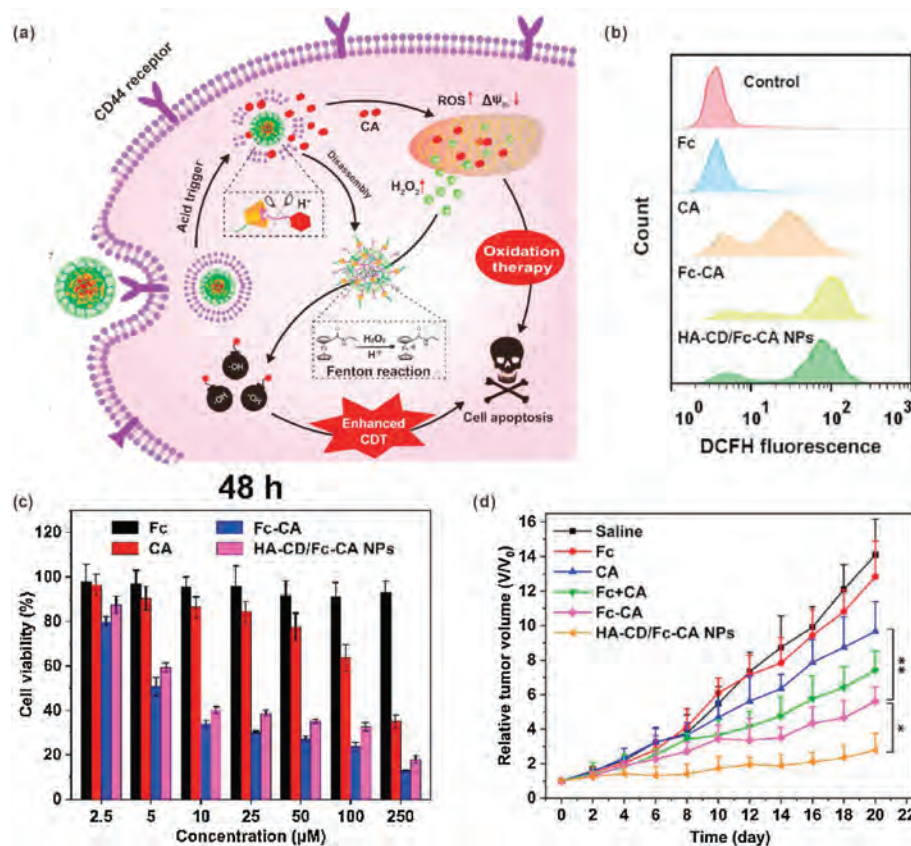 (a)
CD44 receptor
Acid trigger
CA
Disassembly
H⁺
ROS↑ ΔΨₘ ↓
H₂O₂↑
Oxidation
therapy
H₂O₂
H⁺
Fenton reaction
·OH
·OH
Enhanced
CDT
Cell apoptosis
(b)
Control
Fc
CA
Fc-CA
HA-CD/Fc-CA NPs
Count
10⁰ 10¹ 10² 10³
DCFH fluorescence
48 h
(c)
Fc Fc-CA
CA HA-CD/Fc-CA NPs
Cell viability (%)
120
100
80
60
40
20
0
2.5 5 10 25 50 100 250
Concentration (μM)
(d)
Saline
Fc
CA
Fc+CA
Fc-CA
HA-CD/Fc-CA NPs
**
*
Relative tumor volume (V/V₀)
16
14
12
10
8
6
4
2
0
0 2 4 6 8 10 12 14 16 18 20 22
Time (day)